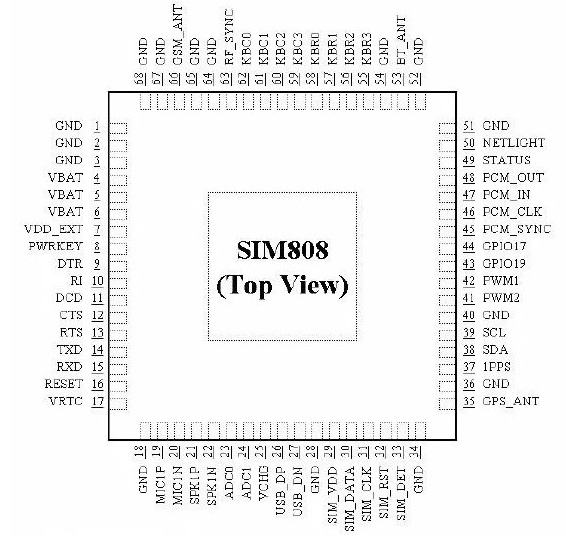 68 GND
67 GND
66 GSM_ANT
65 GND
64 GND
63 RF_SYNC
62 KBC0
61 KBC1
60 KBC2
59 KBC3
58 KBR0
57 KBR1
56 KBR2
55 KBR3
54 GND
53 BT_ANT
52 GND
GND 1
GND 2
GND 3
VBAT 4
VBAT 5
VBAT 6
VDD_EXT 7
PWRKEY 8
DTR 9
RI 10
DCD 11
CTS 12
RTS 13
TXD 14
RXD 15
RESET 16
VRTC 17
SIM808
(Top View)
51 GND
50 NETLIGHT
49 STATUS
48 PCM_OUT
47 PCM_IN
46 PCM_CLK
45 PCM_SYNC
44 GPIO17
43 GPIO19
42 PWM1
41 PWM2
40 GND
39 SCL
38 SDA
37 1PPS
36 GND
35 GPS_ANT
GND 18
MIC1P 19
MIC1N 20
SPK1P 21
SPK1N 22
ADC0 23
ADC1 24
VCHG 25
USB_DP 26
USB_DN 27
GND 28
SIM_VDD 29
SIM_DATA 30
SIM_CLK 31
SIM_RST 32
SIM_DET 33
GND 34